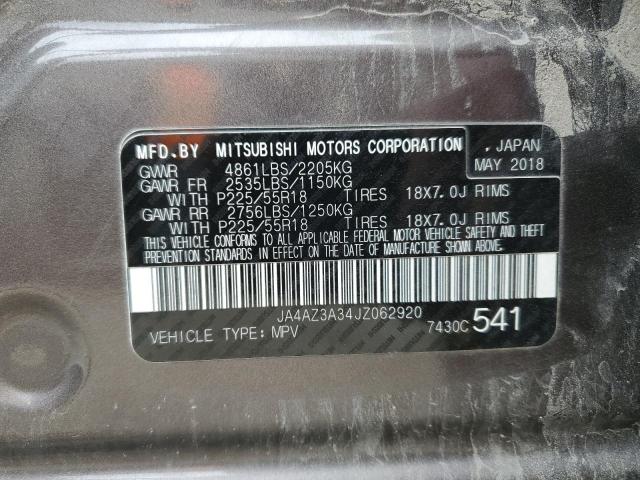 MFD.BY MITSUBISHI MOTORS CORPORATION , JAPAN
GVWR 4861LBS/2205KG MAY 2018
GAWR FR 2535LBS/1150KG
WITH P225/55R18 TIRES 18X7.0J RIMS
GAWR RR 2756LBS/1250KG
WITH P225/55R18 TIRES 18X7.0J RIMS
THIS VEHICLE CONFORMS TO ALL APPLICABLE FEDERAL MOTOR VEHICLE SAFETY AND THEFT
PREVENTION STANDARDS IN EFFECT ON THE DATE OF MANUFACTURE SHOWN ABOVE.
JA4AZ3A34JZ062920
VEHICLE TYPE: MPV 7430C 541